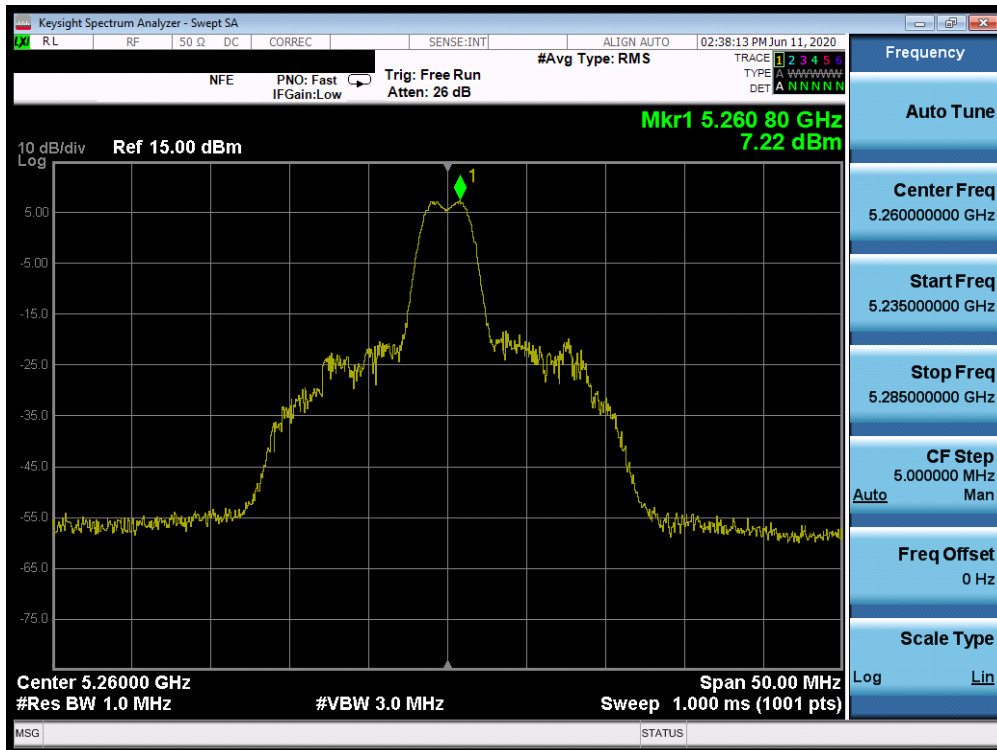 Keysight Spectrum Analyzer - Swept SA
LXI RL RF 50 Ω DC CORREC SENSE:INT ALIGN AUTO 02:38:13 PM Jun 11, 2020
#Avg Type: RMS TRACE 1 2 3 4 5 6
NFE PNO: Fast Trig: Free Run TYPE A WWWWW
IFGain:Low Atten: 26 dB DET A N N N N N
Mkr1 5.260 80 GHz
7.22 dBm
10 dB/div Ref 15.00 dBm
Log
1
5.00
-5.00
-15.0
-25.0
-35.0
-45.0
-55.0
-65.0
-75.0
Center 5.26000 GHz Span 50.00 MHz
#Res BW 1.0 MHz #VBW 3.0 MHz Sweep 1.000 ms (1001 pts)
MSG STATUS
Frequency
Auto Tune
Center Freq
5.260000000 GHz
Start Freq
5.235000000 GHz
Stop Freq
5.285000000 GHz
CF Step
5.000000 MHz
Auto Man
Freq Offset
0 Hz
Scale Type
Log Lin